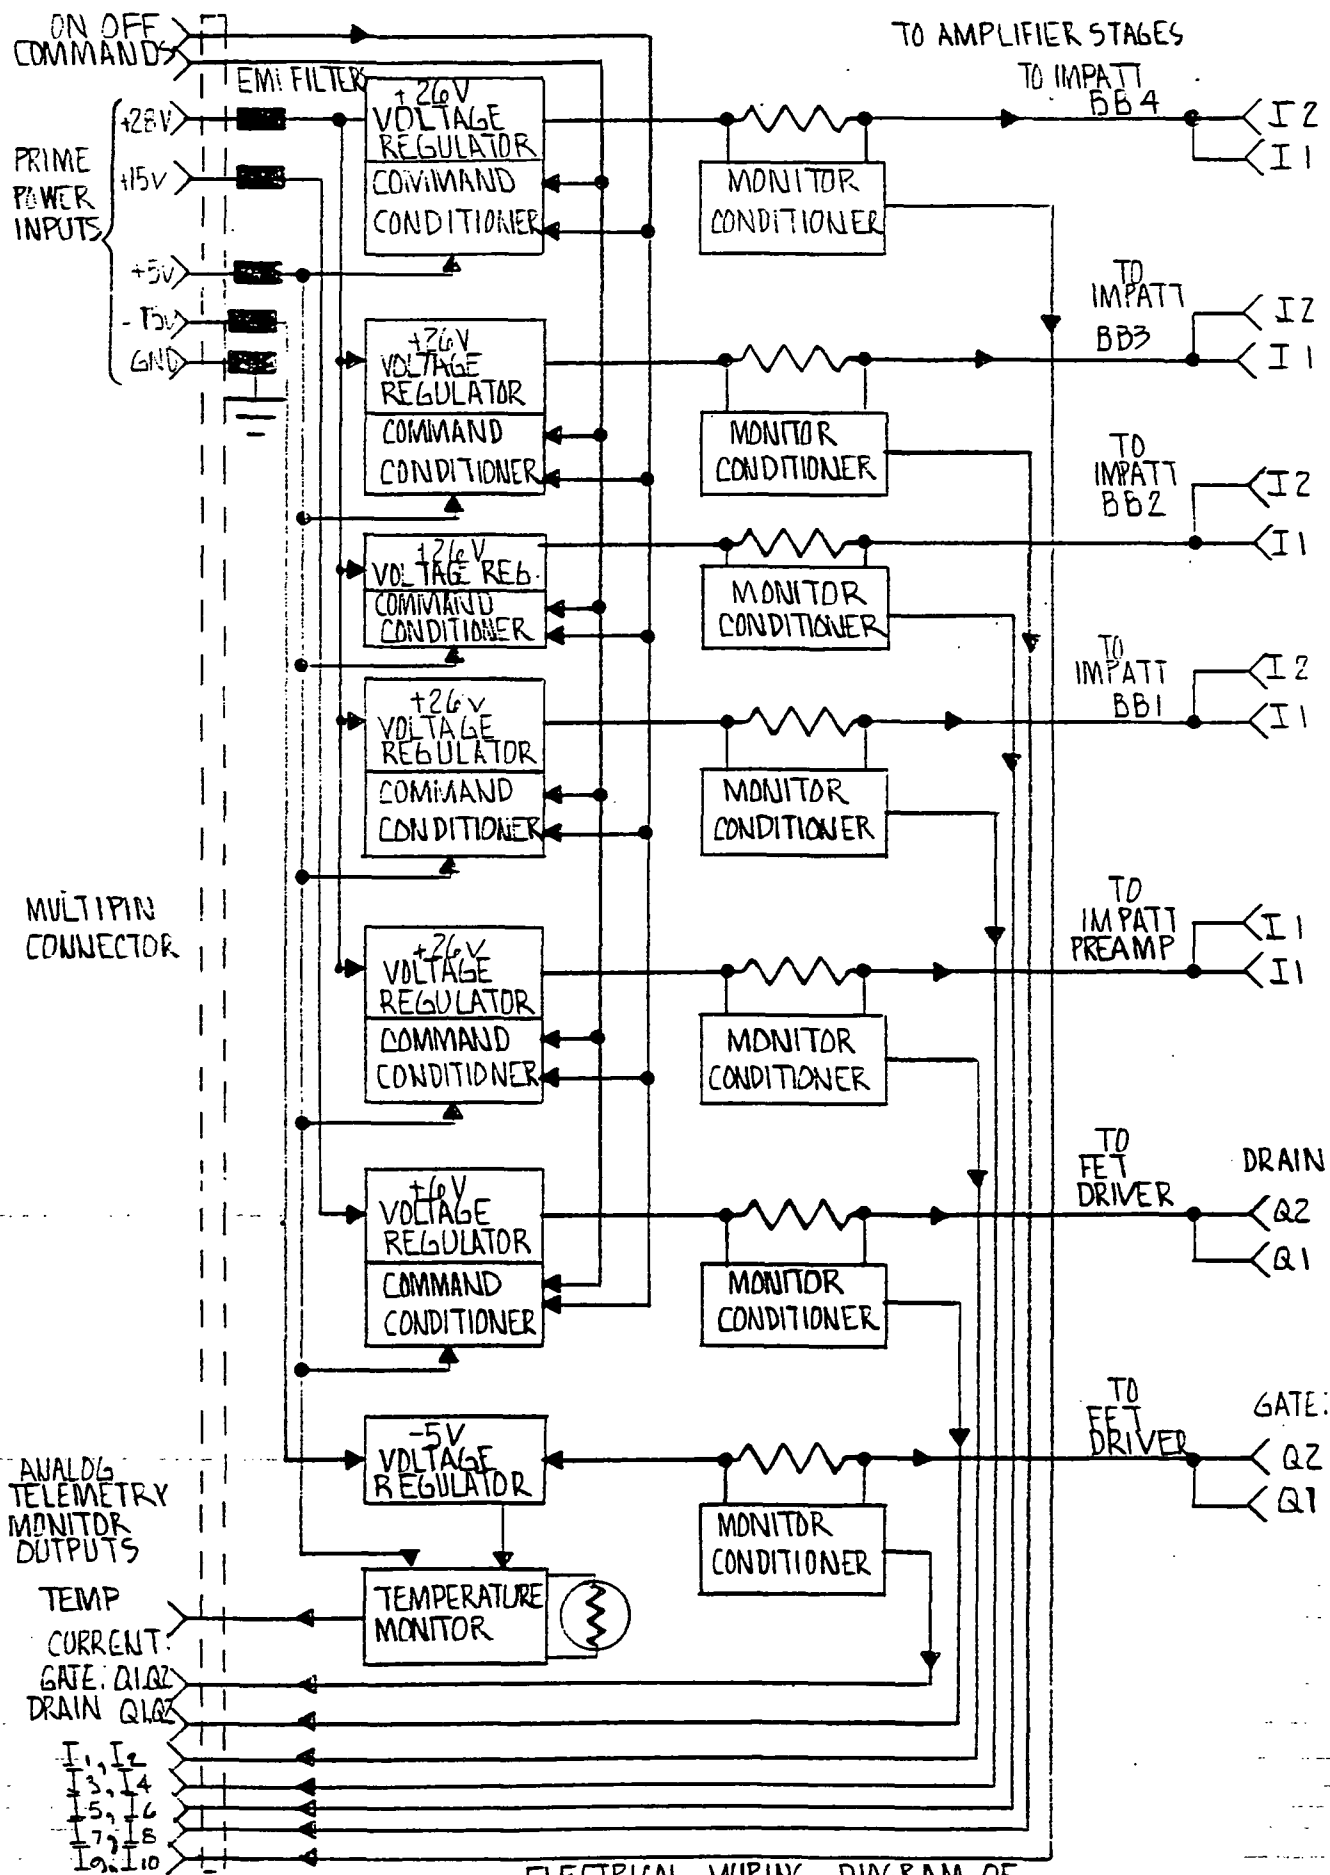 ON OFF
COMMANDS
TO AMPLIFIER STAGES
EMI FILTERS
PRIME
POWER
INPUTS
+28V
+15V
+5V
-15V
GND
+26V
VOLTAGE
REGULATOR
COMMAND
CONDITIONER
MONITOR
CONDITIONER
TO IMPATT
BB4
I2
I1
+26V
VOLTAGE
REGULATOR
COMMAND
CONDITIONER
MONITOR
CONDITIONER
TO
IMPATT
BB3
I2
I1
+26V
VOLTAGE REG.
COMMAND
CONDITIONER
MONITOR
CONDITIONER
TO
IMPATT
BB2
I2
I1
+26V
VOLTAGE
REGULATOR
COMMAND
CONDITIONER
MONITOR
CONDITIONER
TO
IMPATT
BB1
I2
I1
MULTIPIN
CONNECTOR
+26V
VOLTAGE
REGULATOR
COMMAND
CONDITIONER
MONITOR
CONDITIONER
TO
IMPATT
PREAMP
I1
I1
+6V
VOLTAGE
REGULATOR
COMMAND
CONDITIONER
MONITOR
CONDITIONER
TO
FET
DRIVER
DRAIN
Q2
Q1
-5V
VOLTAGE
REGULATOR
MONITOR
CONDITIONER
TO
FET
DRIVER
GATE:
Q2
Q1
ANALOG
TELEMETRY
MONITOR
OUTPUTS
TEMPERATURE
MONITOR
TEMP
CURRENT:
GATE: Q1,Q2
DRAIN Q1,Q2
I1, I2
I3, I4
I5, I6
I7, I8
I9, I10
ELECTRICAL WIRING DIAGRAM OF